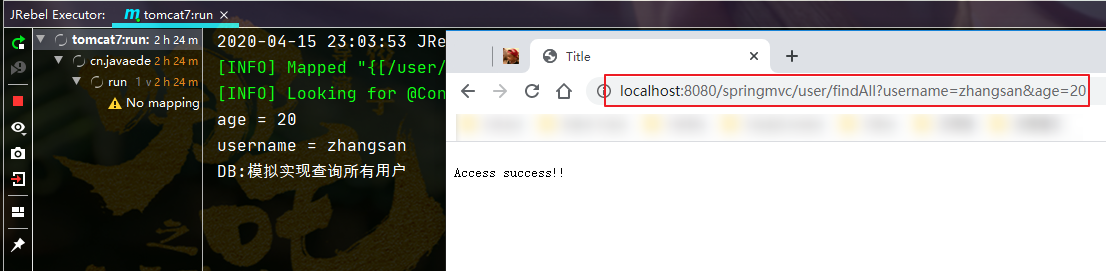 JRebel Executor: tomcat7:run
tomcat7:run: 2 h 24 m
cn.javaede 2 h 24 m
run 1 v 2 h 24 m
No mapping
2020-04-15 23:03:53 JRe
[INFO] Mapped "{[/user/
[INFO] Looking for @Con
age = 20
username = zhangsan
DB:模拟实现查询所有用户
Title
localhost:8080/springmvc/user/findAll?username=zhangsan&age=20
Access success!!